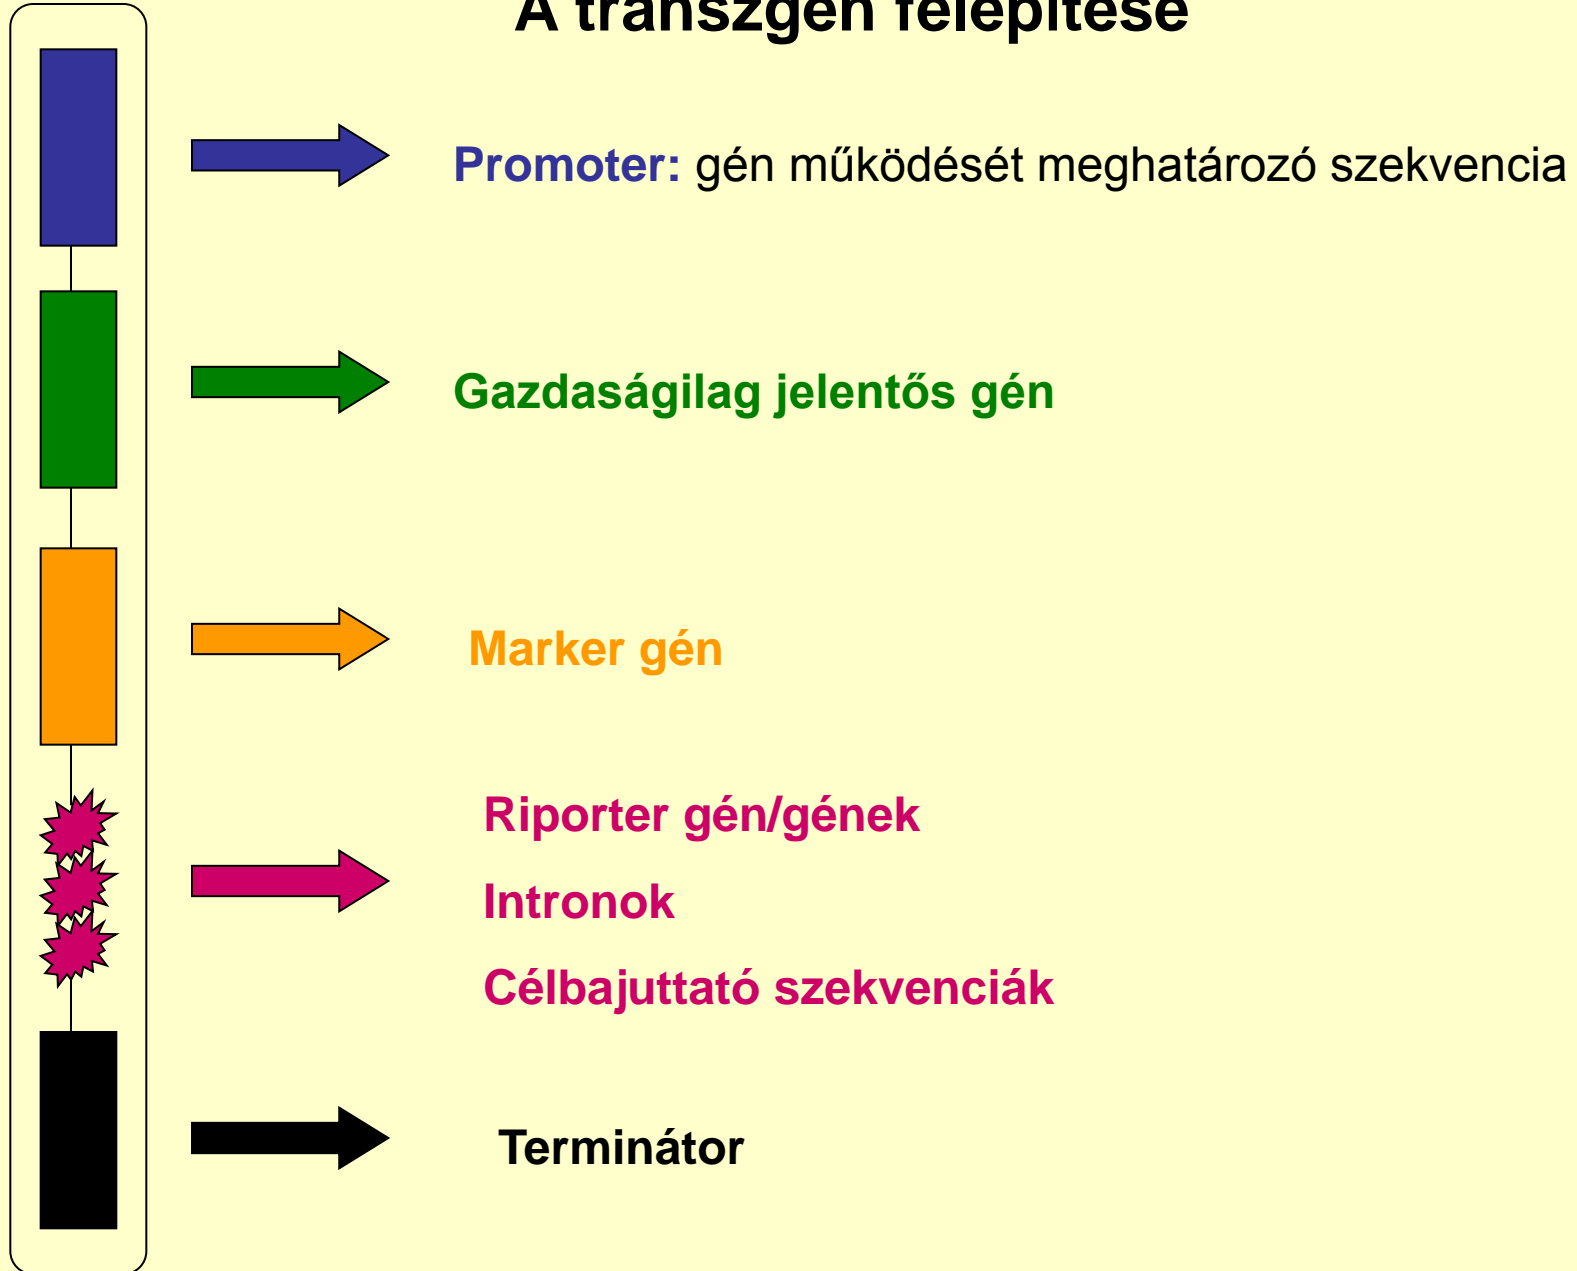 A transzgén felépítése
Promoter: gén működését meghatározó szekvencia
Gazdaságilag jelentős gén
Marker gén
Riporter gén/gének
Intronok
Célbajuttató szekvenciák
Terminátor